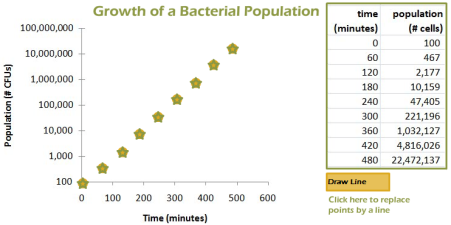 Growth of a Bacterial Population
Population (# CFUs)
100,000,000
10,000,000
1,000,000
100,000
10,000
1,000
100
0 100 200 300 400 500 600
Time (minutes)
time population
(minutes) (# cells)
0 100
60 467
120 2,177
180 10,159
240 47,405
300 221,196
360 1,032,127
420 4,816,026
480 22,472,137
Draw Line
Click here to replace
points by a line